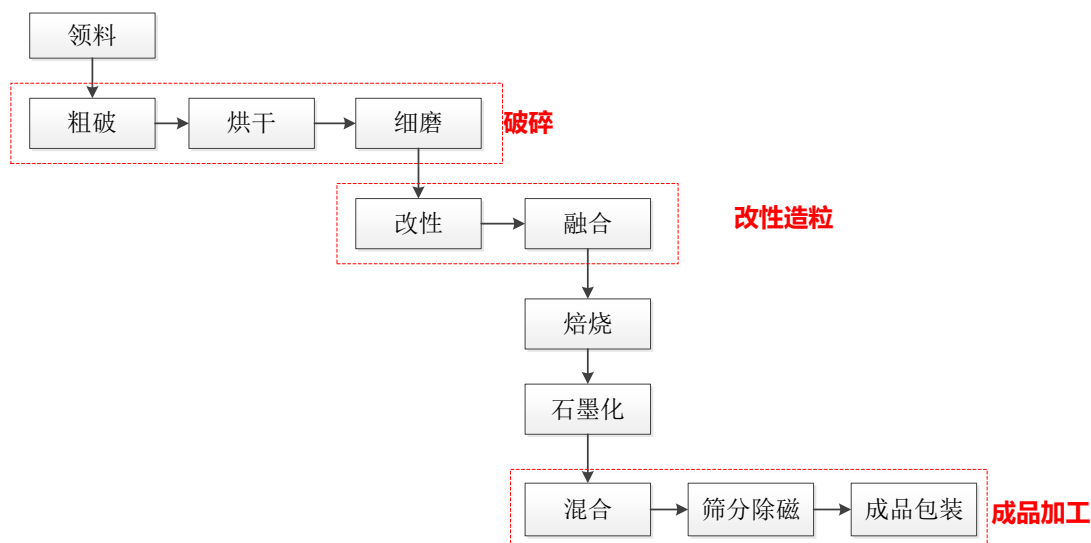 领料
粗破
烘干
细磨
破碎
改性
融合
改性造粒
焙烧
石墨化
混合
筛分除磁
成品包装
成品加工